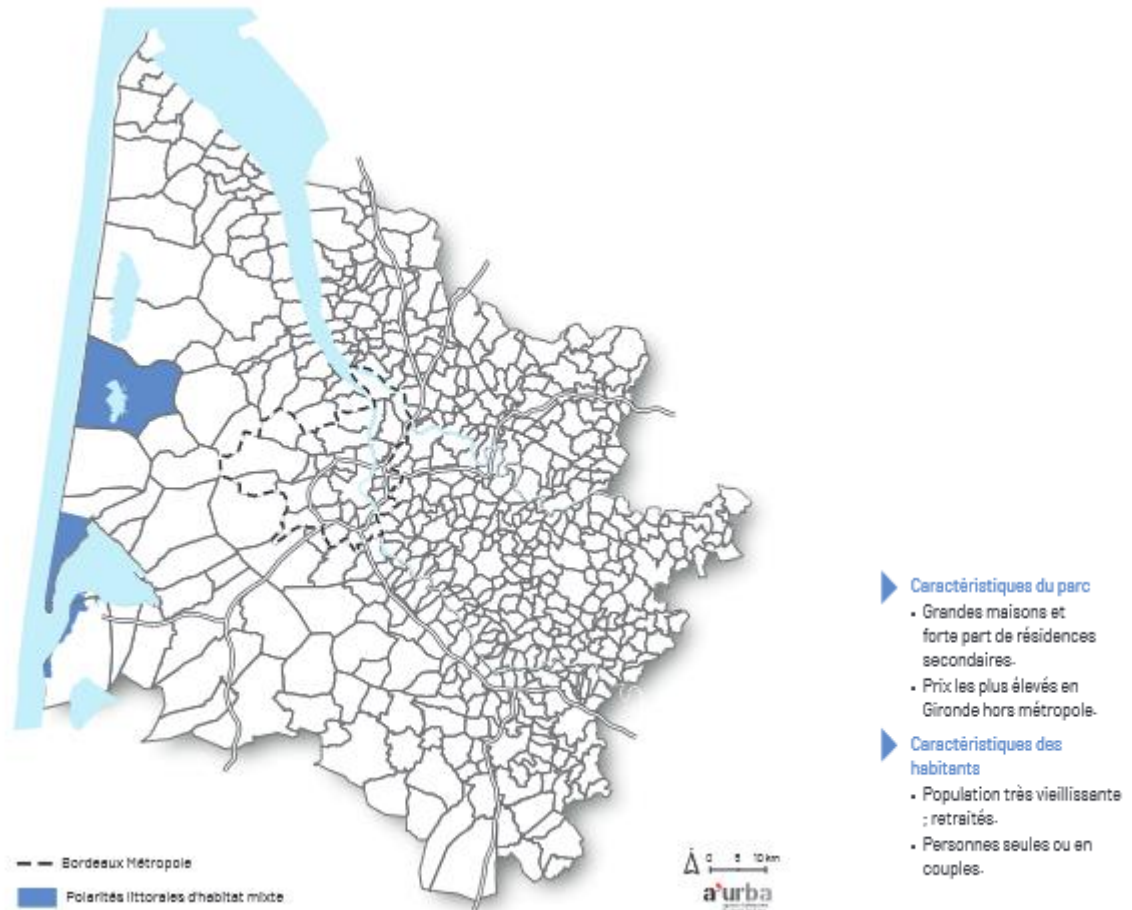 Caractéristiques du parc
• Grandes maisons et
forte part de résidences
secondaires.
• Prix les plus élevés en
Gironde hors métropole.
Caractéristiques des
habitants
• Population très vieillissante
; retraités.
• Personnes seules ou en
couples.
Bordeaux Métropole
Polarités littorales d'habitat mixte
0 5 10 km
a'urba